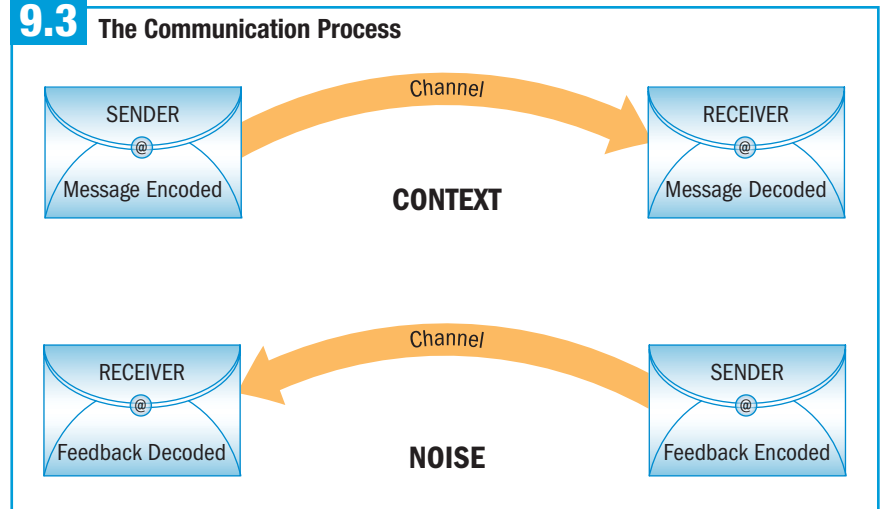 9.3 The Communication Process
Channel
SENDER
@
Message Encoded
RECEIVER
@
Message Decoded
CONTEXT
Channel
RECEIVER
@
Feedback Decoded
SENDER
@
Feedback Encoded
NOISE